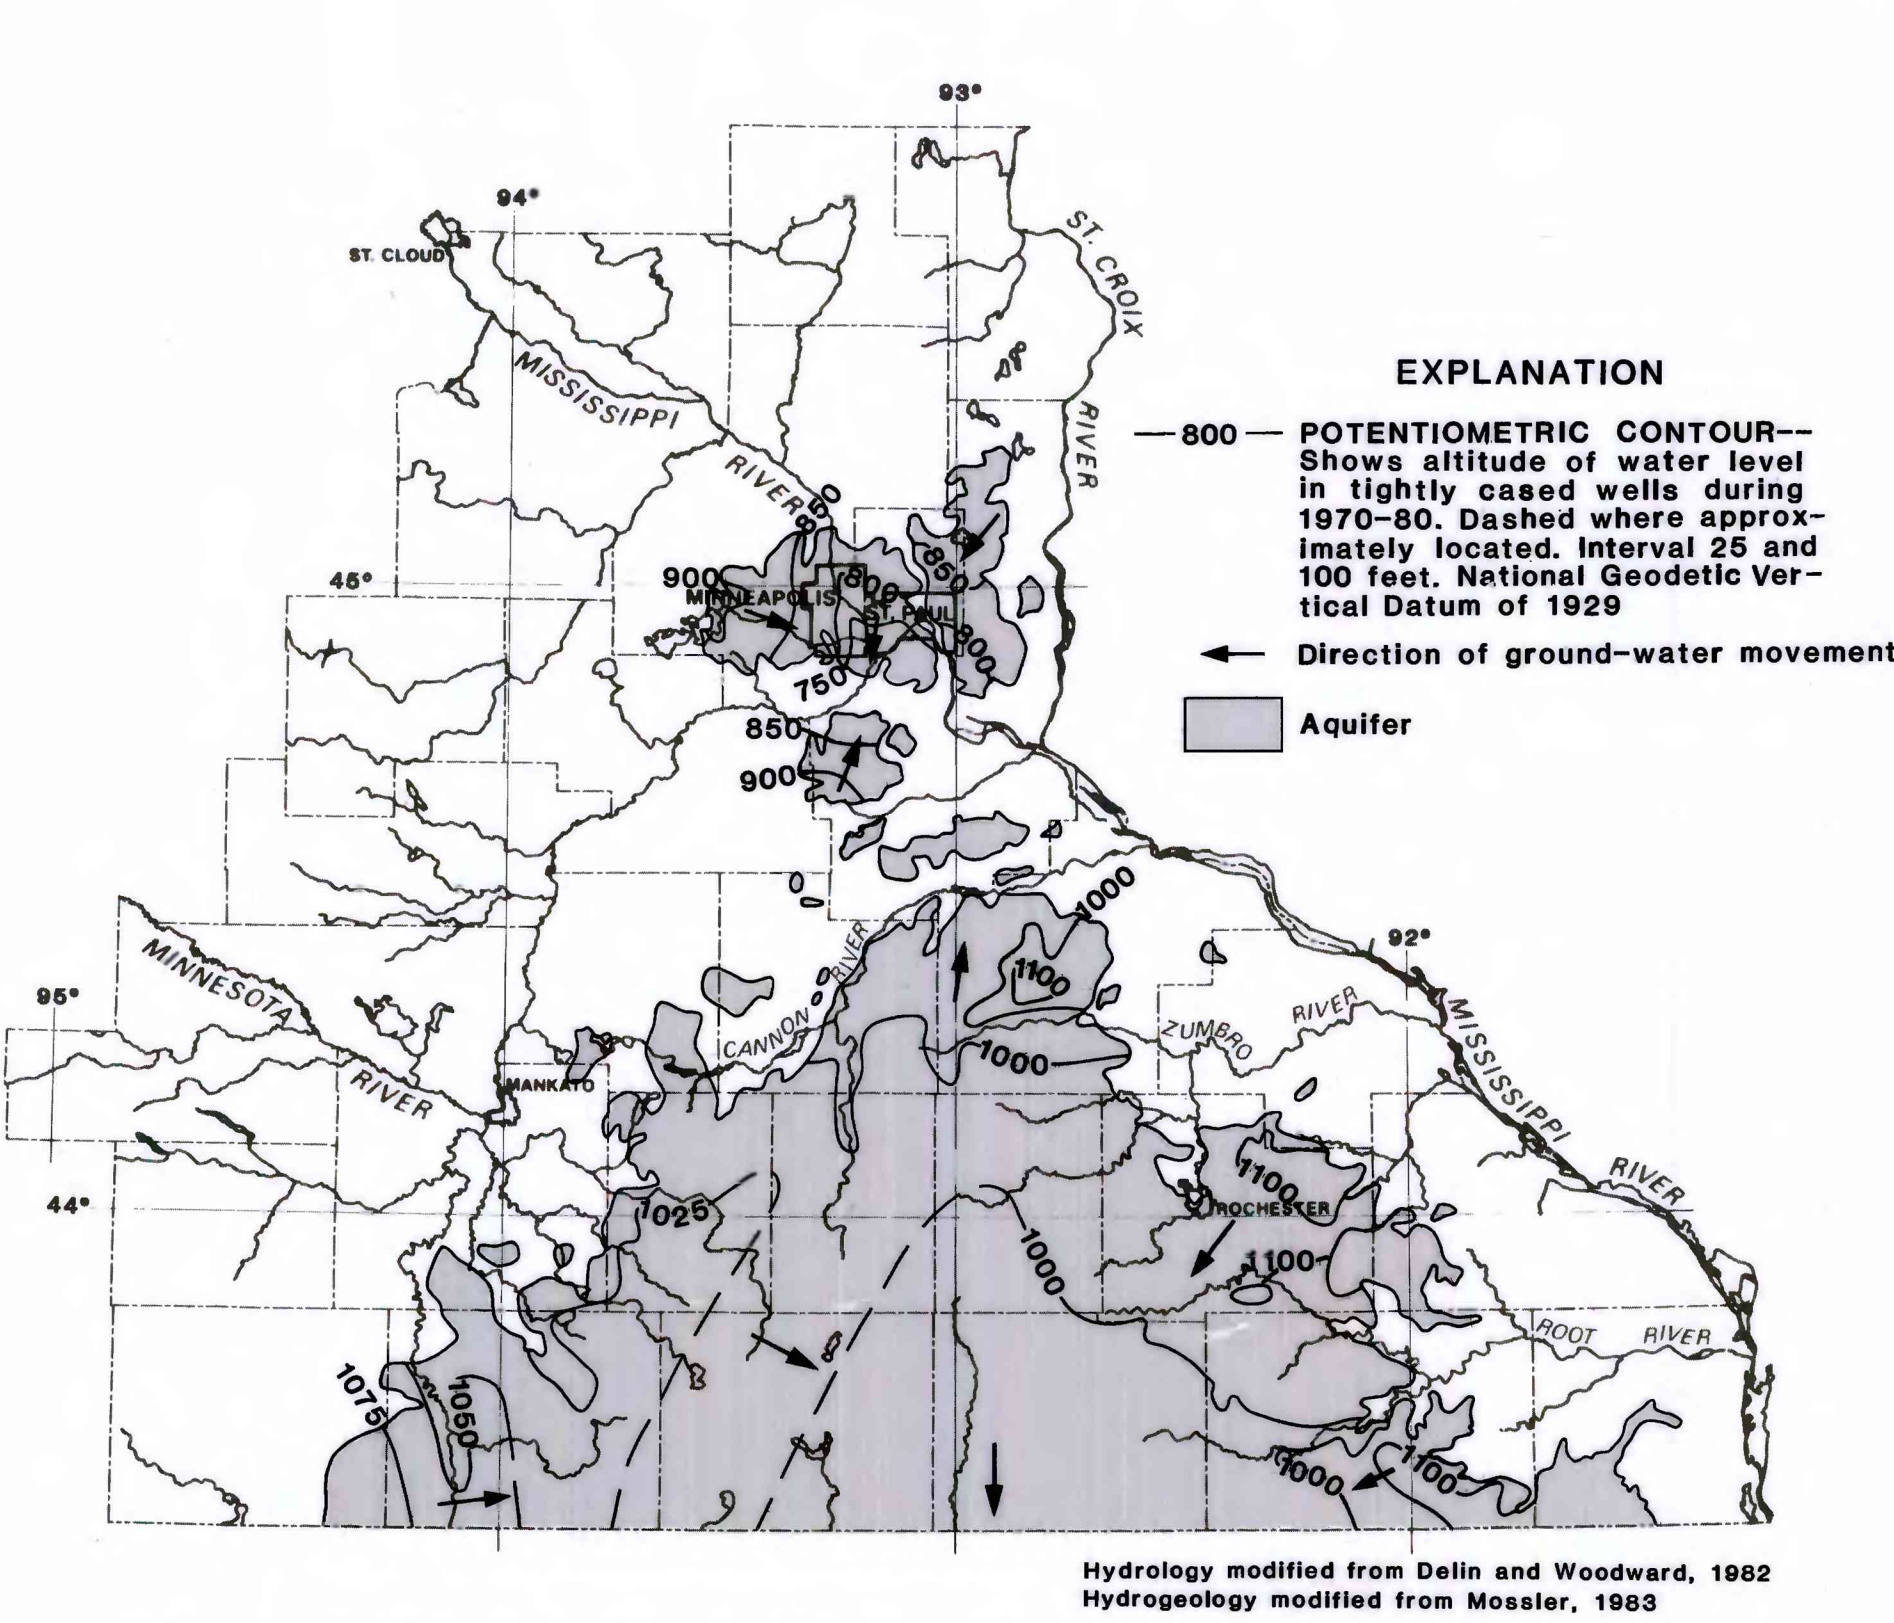 93°
94°
ST. CLOUD
ST. CROIX
RIVER
MISSISSIPPI
RIVER
EXPLANATION
—800— POTENTIOMETRIC CONTOUR--
Shows altitude of water level
in tightly cased wells during
1970-80. Dashed where approx-
imately located. Interval 25 and
100 feet. National Geodetic Ver-
tical Datum of 1929
Direction of ground-water movement
Aquifer
850
850
45°
900
800
MINNEAPOLIS
ST. PAUL
800
750
850
900
1000
92°
MINNESOTA
RIVER
95°
1100
CANNON
RIVER
ZUMBRO
RIVER
MISSISSIPPI
RIVER
1000
MANKATO
44°
1025
1100
ROCHESTER
1000
1100
ROOT RIVER
1075
1050
1000
1100
Hydrology modified from Delin and Woodward, 1982
Hydrogeology modified from Mossler, 1983